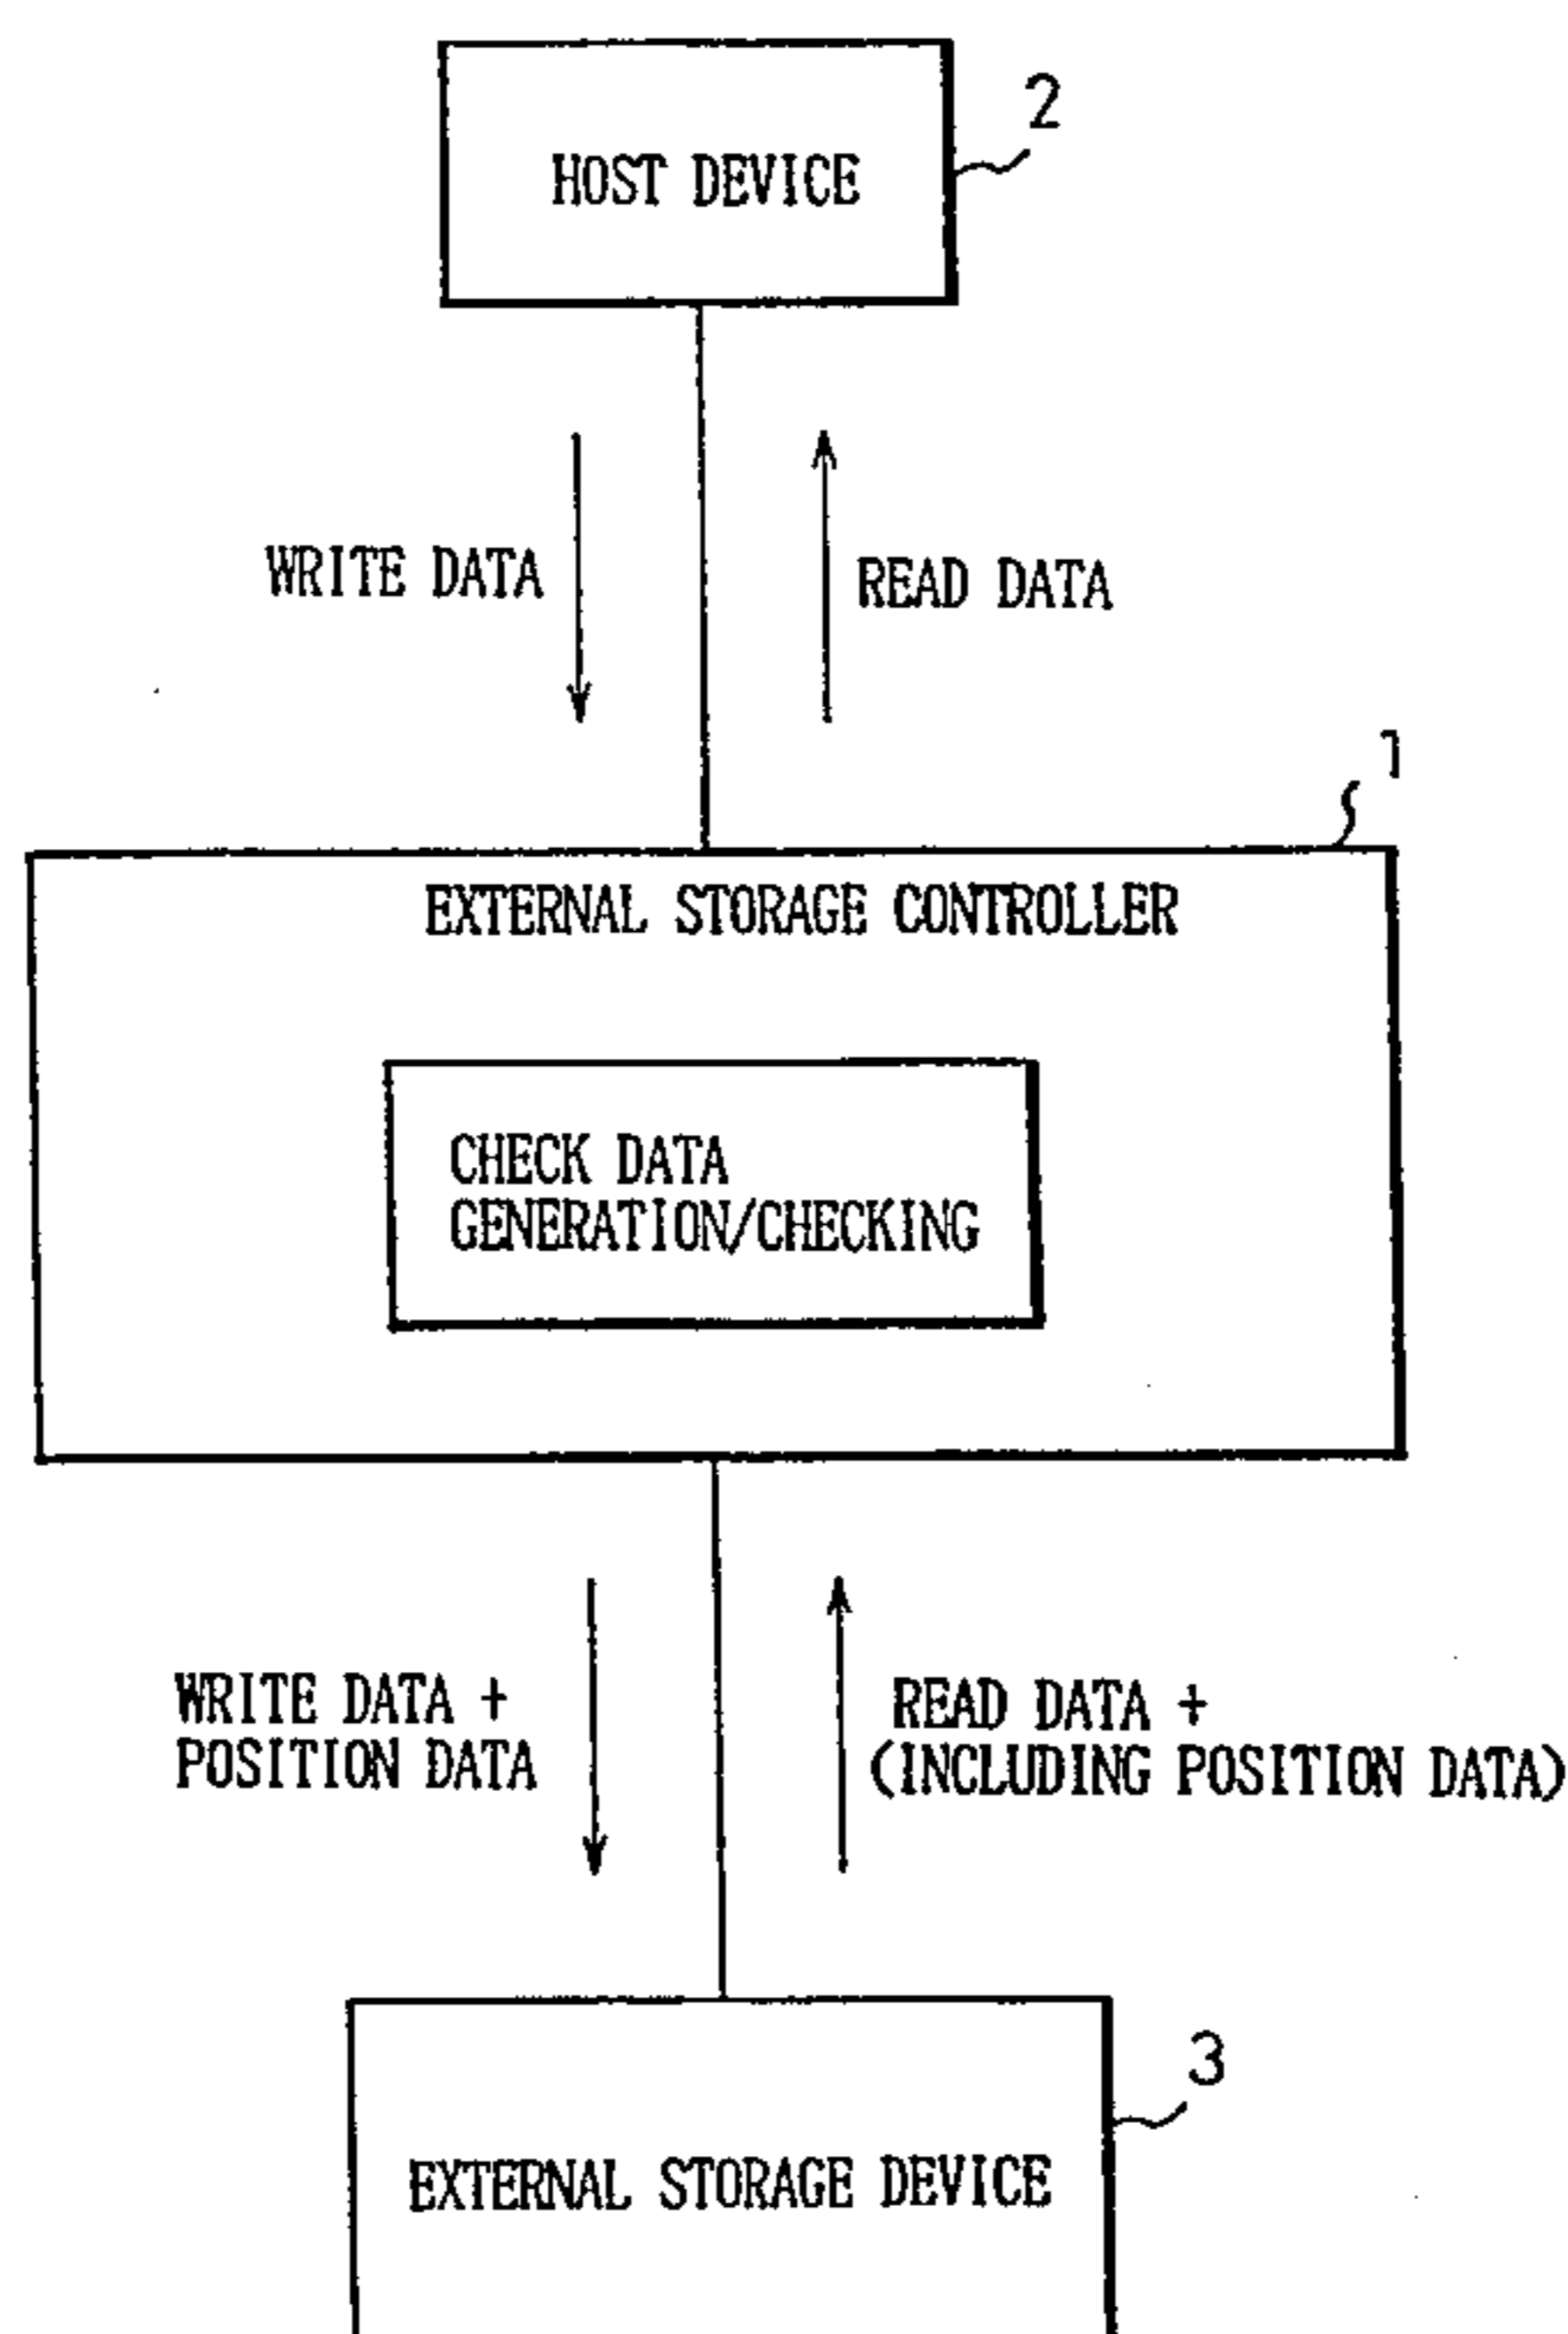 2
HOST DEVICE
WRITE DATA
READ DATA
1
EXTERNAL STORAGE CONTROLLER
CHECK DATA
GENERATION/CHECKING
WRITE DATA +
POSITION DATA
READ DATA +
(INCLUDING POSITION DATA)
3
EXTERNAL STORAGE DEVICE